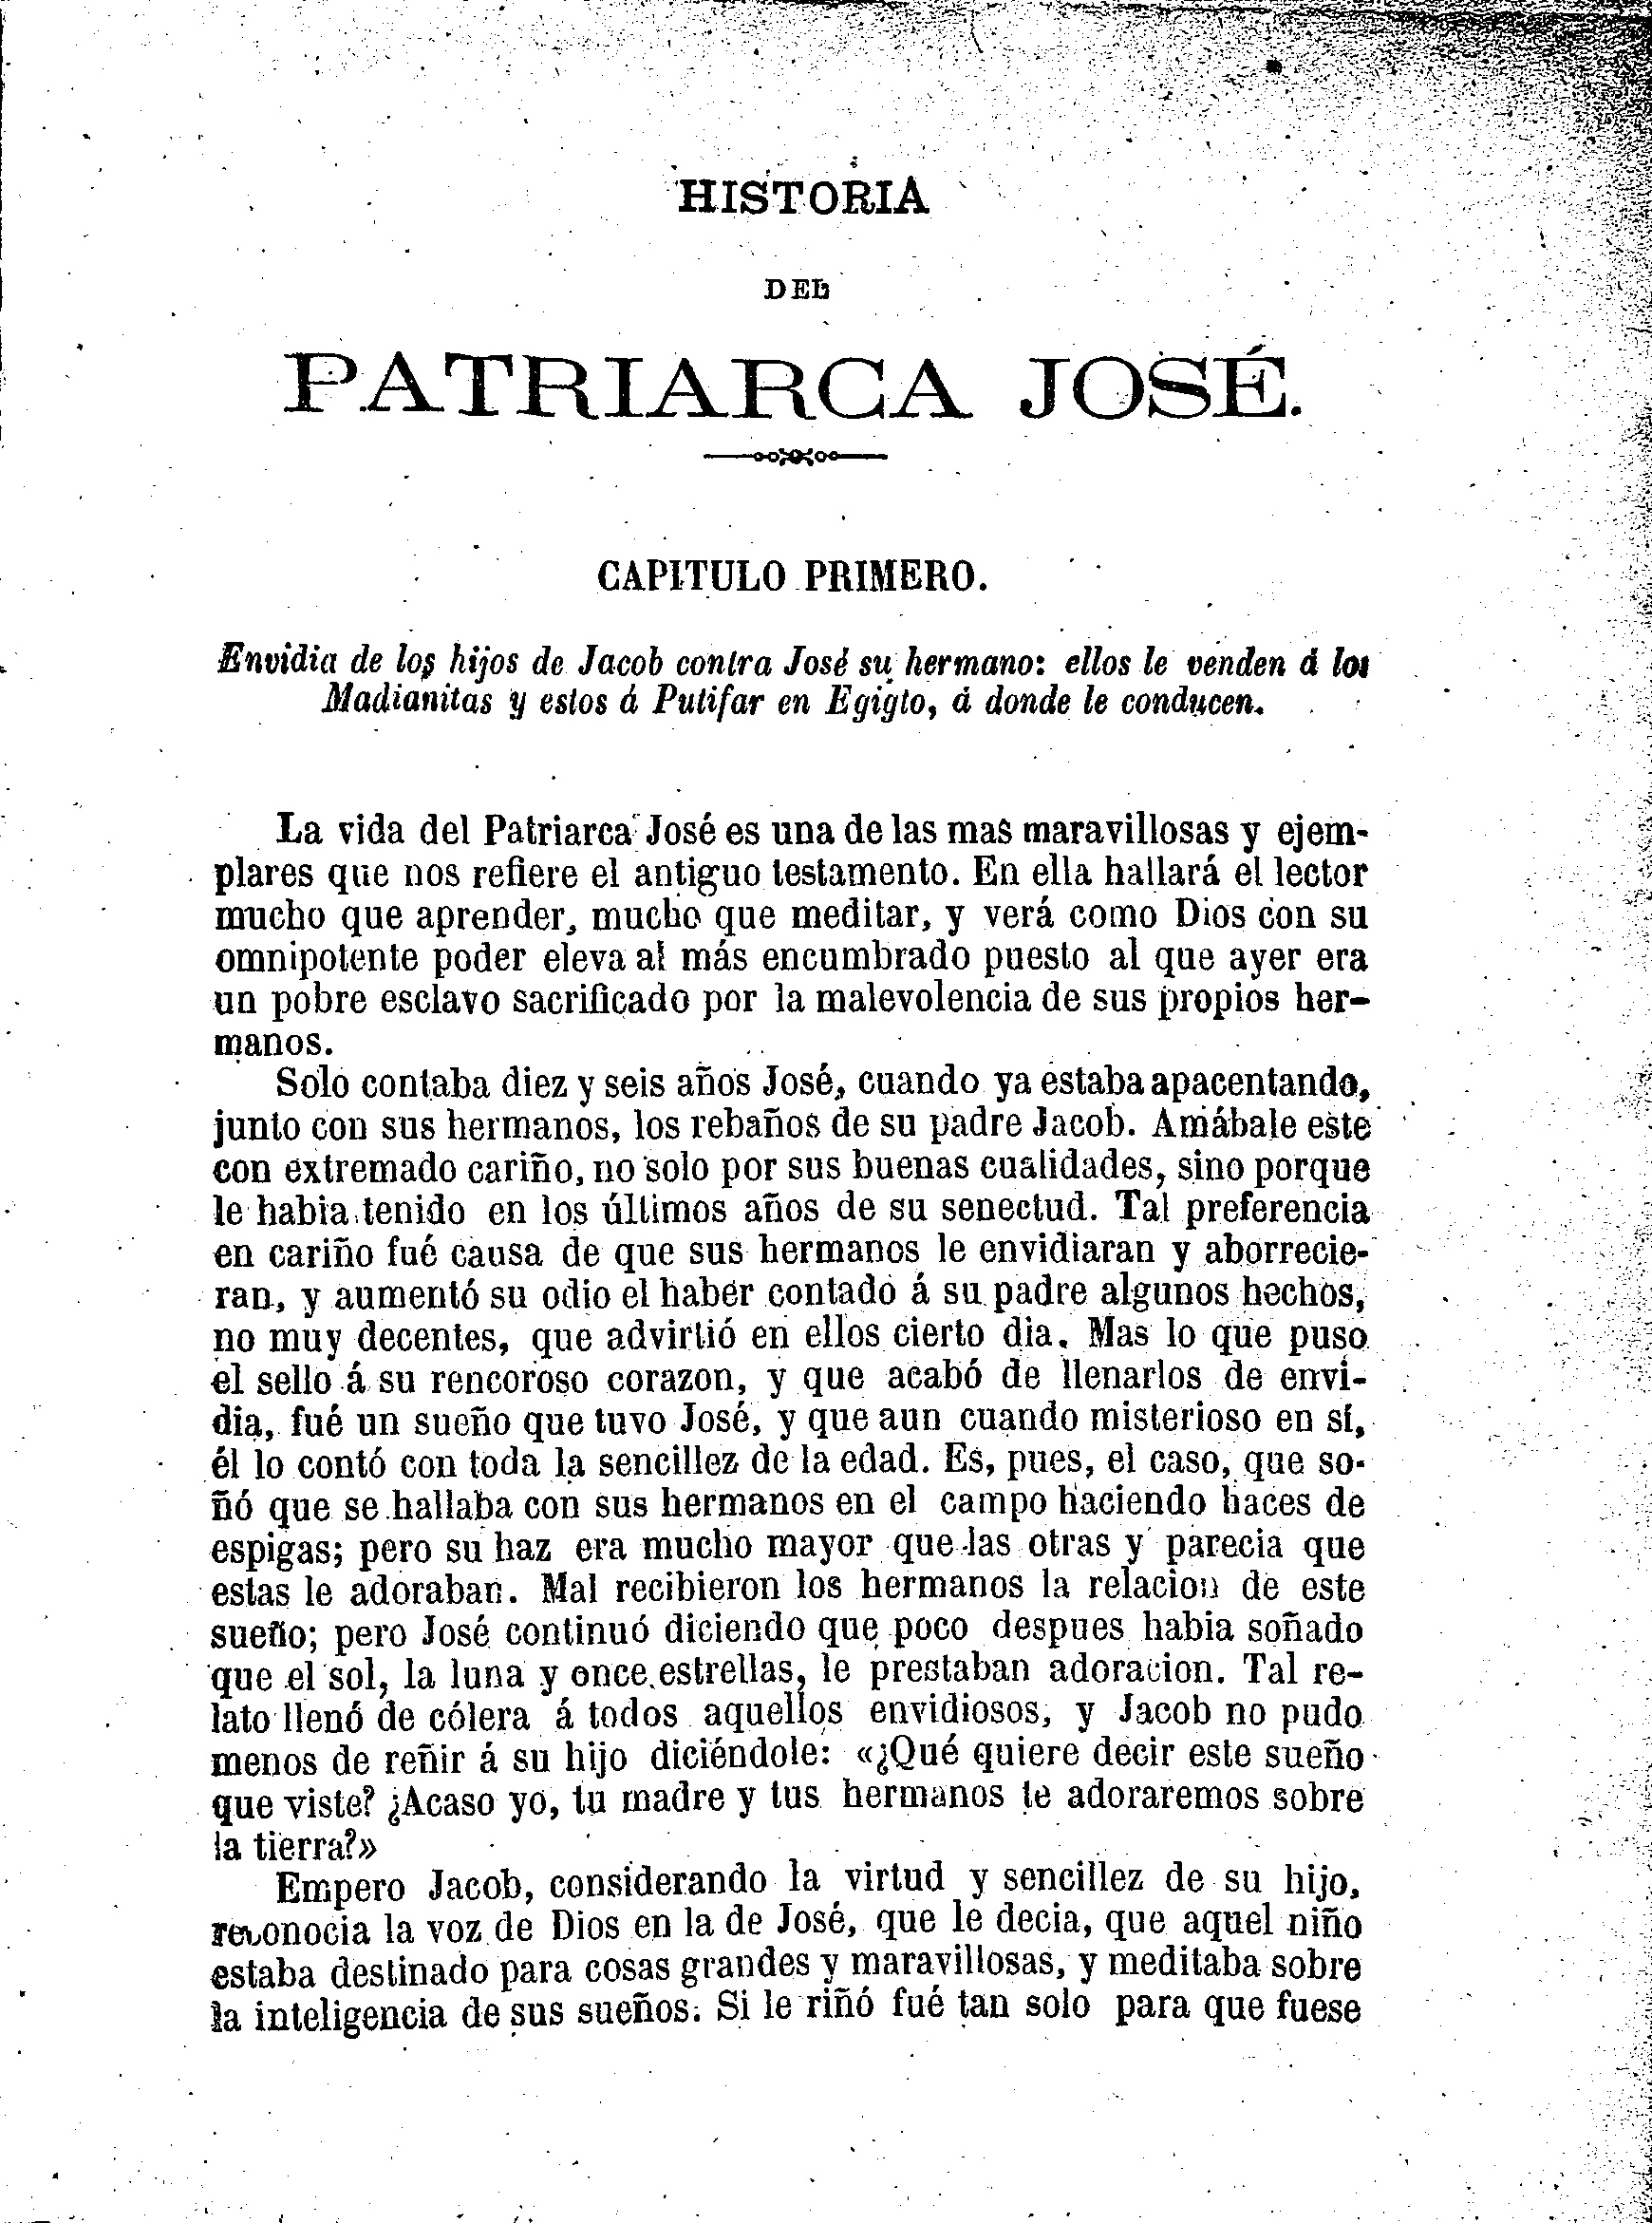 HISTORIA
DEL
PATRIARCA JOSÉ.
CAPITULO PRIMERO.
Envidia de los hijos de Jacob contra José su hermano: ellos le venden á los
Madianitas y estos á Putifar en Egigto, á donde le conducen.
La vida del Patriarca José es una de las mas maravillosas y ejem-
plares que nos refiere el antiguo testamento. En ella hallará el lector
mucho que aprender, mucho que meditar, y verá como Dios con su
omnipotente poder eleva al más encumbrado puesto al que ayer era
un pobre esclavo sacrificado por la malevolencia de sus propios her-
manos.
Solo contaba diez y seis años José, cuando ya estaba apacentando,
junto con sus hermanos, los rebaños de su padre Jacob. Amábale este
con extremado cariño, no solo por sus buenas cualidades, sino porque
le habia tenido en los últimos años de su senectud. Tal preferencia
en cariño fué causa de que sus hermanos le envidiaran y aborrecie-
ran, y aumentó su odio el haber contado á su padre algunos hechos,
no muy decentes, que advirtió en ellos cierto dia. Mas lo que puso
el sello á su rencoroso corazon, y que acabó de llenarlos de envi-
dia, fué un sueño que tuvo José, y que aun cuando misterioso en sí,
él lo contó con toda la sencillez de la edad. Es, pues, el caso, que so-
ñó que se hallaba con sus hermanos en el campo haciendo haces de
espigas; pero su haz era mucho mayor que las otras y parecia que
estas le adoraban. Mal recibieron los hermanos la relacion de este
sueño; pero José continuó diciendo que poco despues habia soñado
que el sol, la luna y once estrellas, le prestaban adoracion. Tal re-
lato llenó de cólera á todos aquellos envidiosos, y Jacob no pudo
menos de reñir á su hijo diciéndole: «¿Qué quiere decir este sueño
que viste? ¿Acaso yo, tu madre y tus hermanos te adoraremos sobre
la tierra?»
Empero Jacob, considerando la virtud y sencillez de su hijo,
reconocia la voz de Dios en la de José, que le decia, que aquel niño
estaba destinado para cosas grandes y maravillosas, y meditaba sobre
la inteligencia de sus sueños. Si le riñó fué tan solo para que fuese